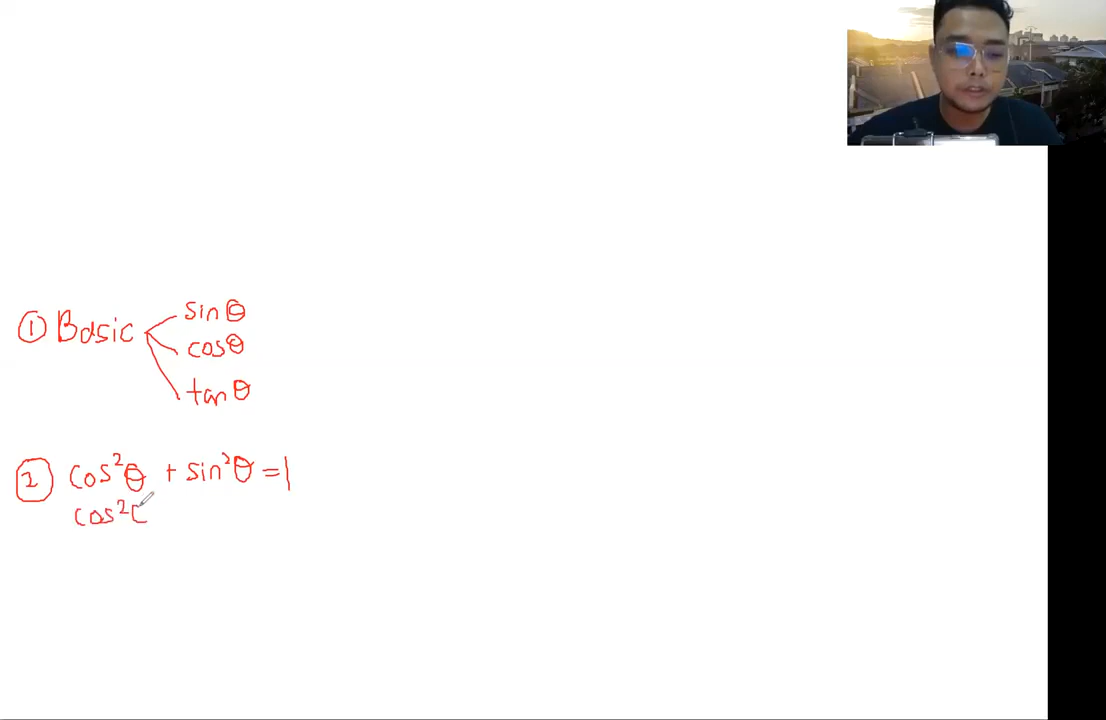 ① Basic
sin θ
cos θ
tan θ
② cos²θ + sin²θ = 1
cos²